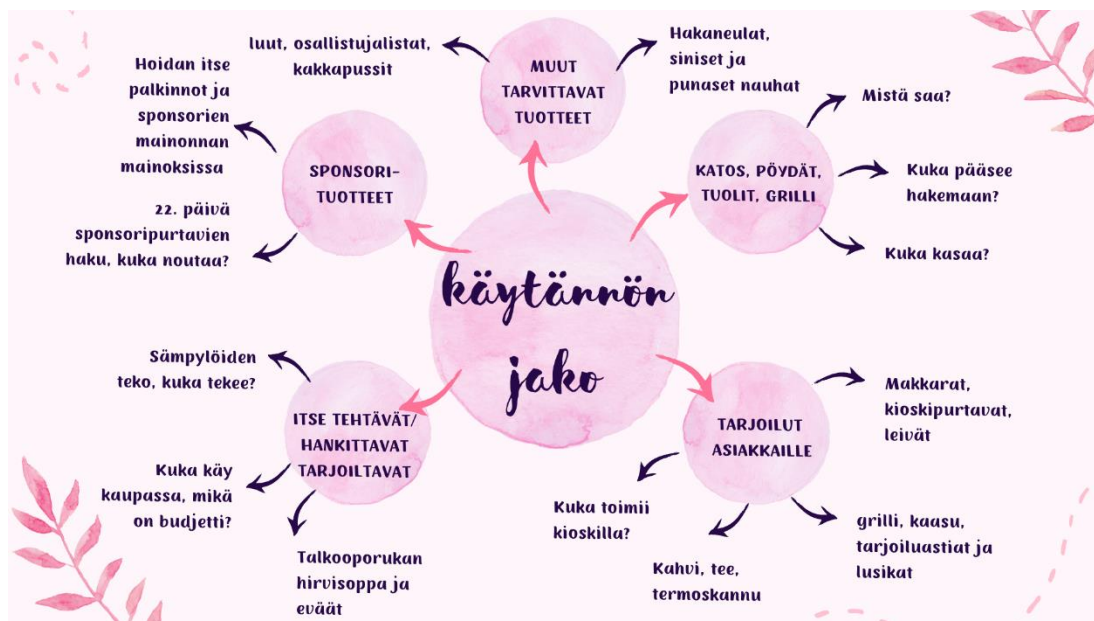 käytännön
jako
MUUT
TARVITTAVAT
TUOTTEET
luut, osallistujalistat,
kakkapussit
Hakaneulat,
siniset ja
punaset nauhat
KATOS, PÖYDÄT,
TUOLIT, GRILLI
Mistä saa?
Kuka pääsee
hakemaan?
Kuka kasaa?
TARJOILUT
ASIAKKAILLE
Makkarat,
kioskipurtavat,
leivät
grilli, kaasu,
tarjoiluastiat ja
lusikat
Kahvi, tee,
termoskannu
Kuka toimii
kioskilla?
ITSE TEHTÄVÄT/
HANKITTAVAT
TARJOILTAVAT
Sämpylöiden
teko, kuka tekee?
Kuka käy
kaupassa, mikä
on budjetti?
Talkooporukan
hirvisoppa ja
eväät
SPONSORI-
TUOTTEET
Hoidan itse
palkinnot ja
sponsorien
mainonnan
mainoksissa
22. päivä
sponsoripurtavien
haku, kuka noutaa?